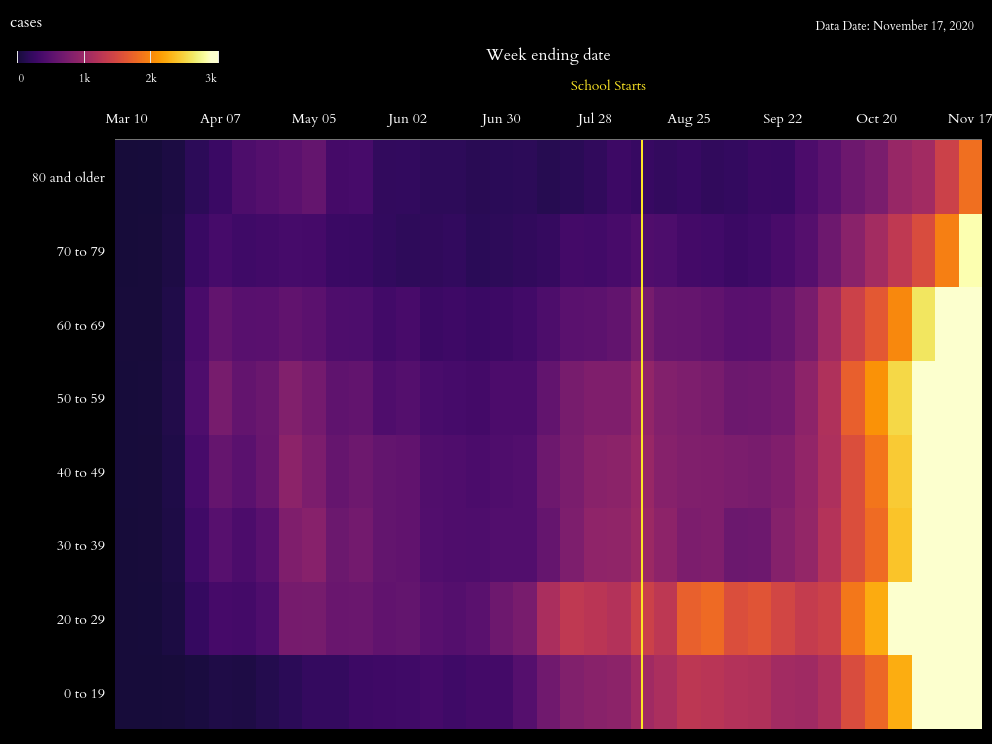 cases
Data Date: November 17, 2020
0 1k 2k 3k
Week ending date
School Starts
Mar 10 Apr 07 May 05 Jun 02 Jun 30 Jul 28 Aug 25 Sep 22 Oct 20 Nov 17
80 and older
70 to 79
60 to 69
50 to 59
40 to 49
30 to 39
20 to 29
0 to 19